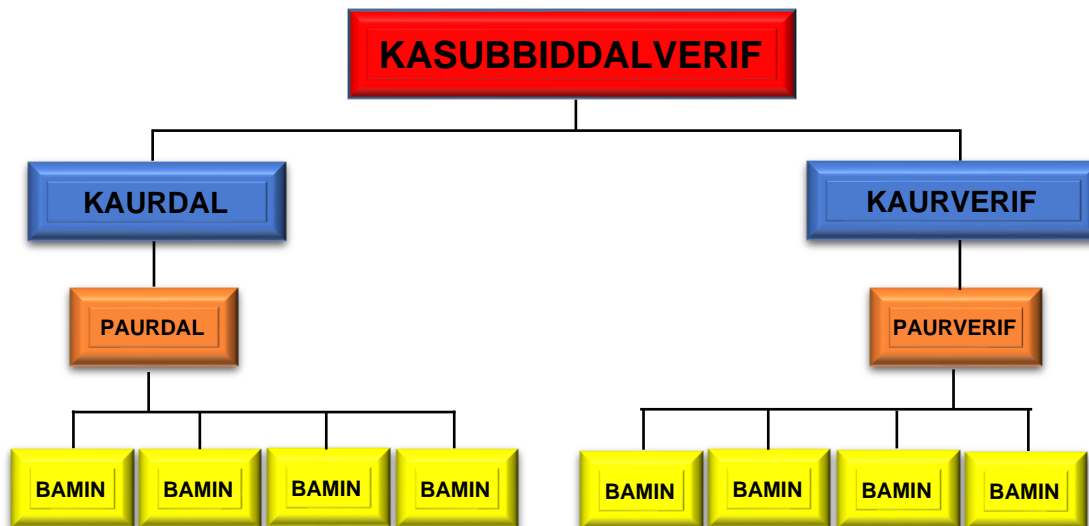 KASUBBIDDALVERIF
KAURDAL
KAURVERIF
PAURDAL
PAURVERIF
BAMIN
BAMIN
BAMIN
BAMIN
BAMIN
BAMIN
BAMIN
BAMIN